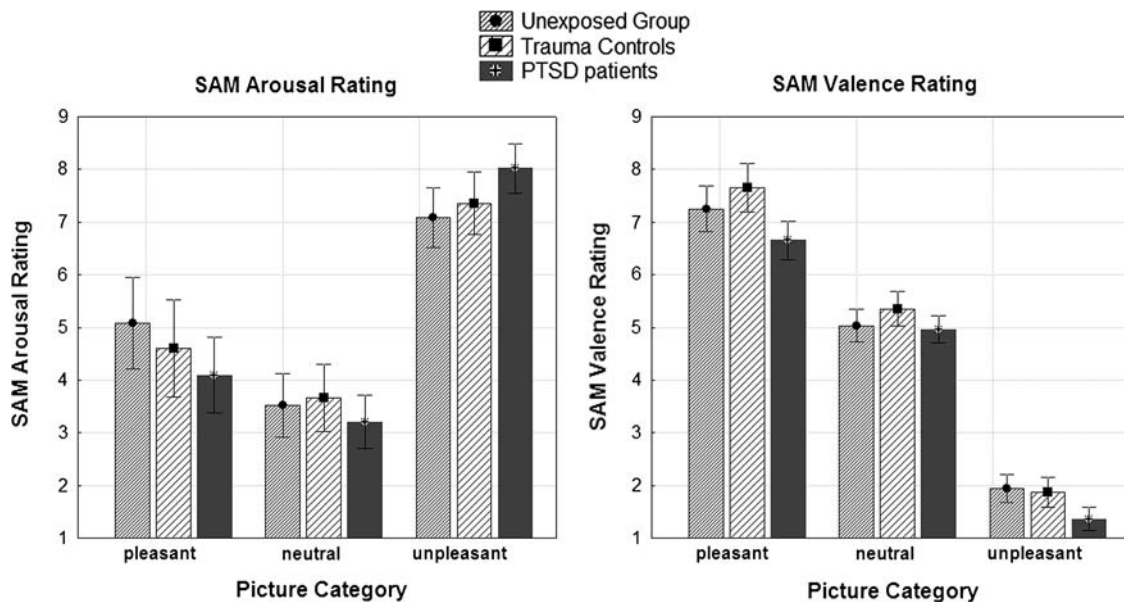 Unexposed Group
Trauma Controls
PTSD patients
SAM Arousal Rating
SAM Arousal Rating
9
8
7
6
5
4
3
2
1
pleasant neutral unpleasant
Picture Category
SAM Valence Rating
SAM Valence Rating
9
8
7
6
5
4
3
2
1
pleasant neutral unpleasant
Picture Category